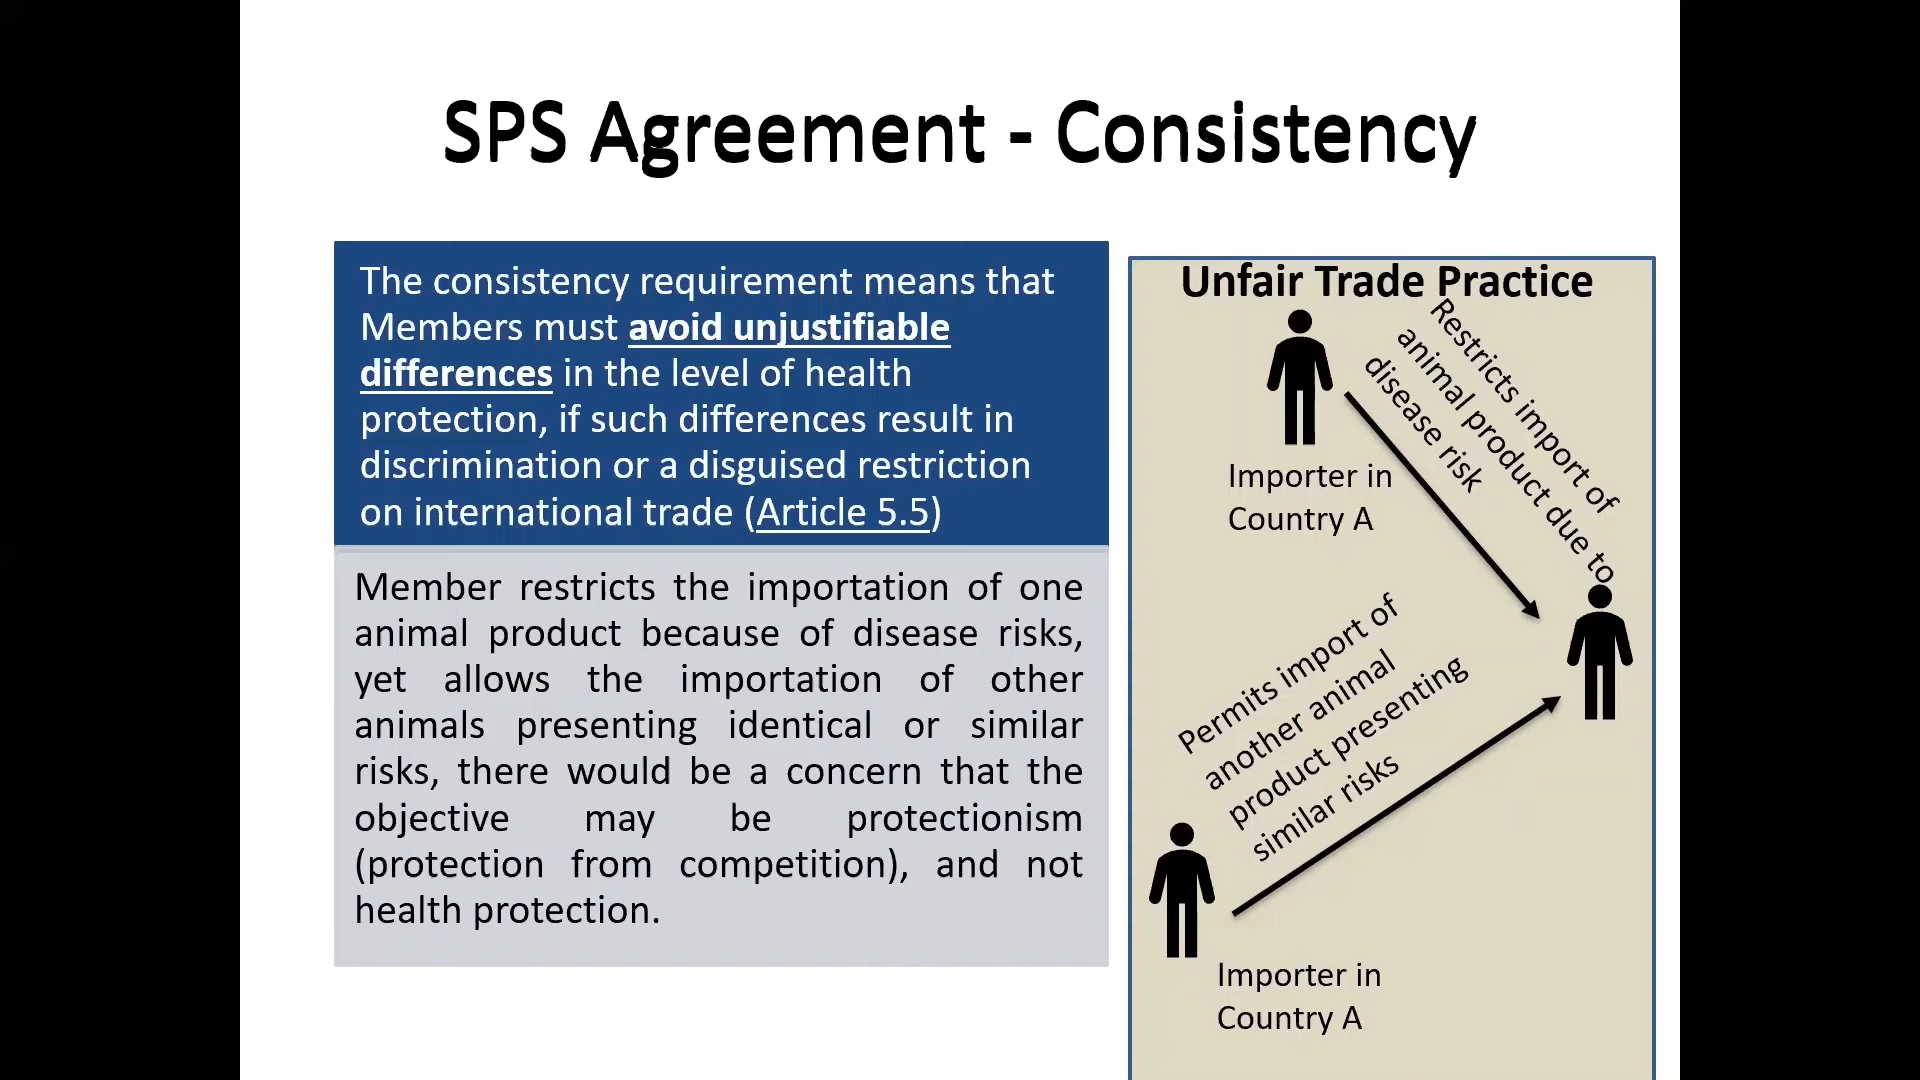 SPS Agreement - Consistency
The consistency requirement means that
Members must avoid unjustifiable
differences in the level of health
protection, if such differences result in
discrimination or a disguised restriction
on international trade (Article 5.5)
Member restricts the importation of one
animal product because of disease risks,
yet allows the importation of other
animals presenting identical or similar
risks, there would be a concern that the
objective may be protectionism
(protection from competition), and not
health protection.
Unfair Trade Practice
Restricts import of
animal product due to
disease risk
Importer in
Country A
Permits import of
another animal
product presenting
similar risks
Importer in
Country A